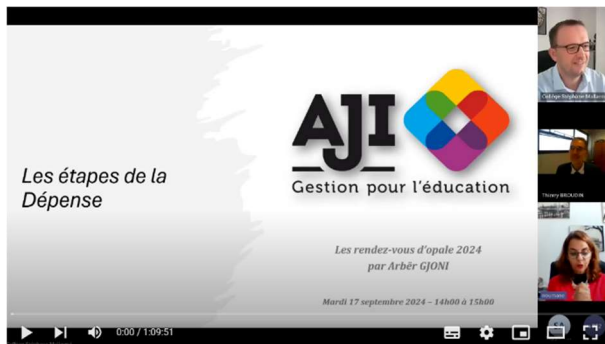 AJI
Gestion pour l'éducation
Les étapes de la
Dépense
Les rendez-vous d'opale 2024
par Arbër GJONI
Mardi 17 septembre 2024 – 14h00 à 15h00
Thierry BROUDIN
0:00 / 1:09:51